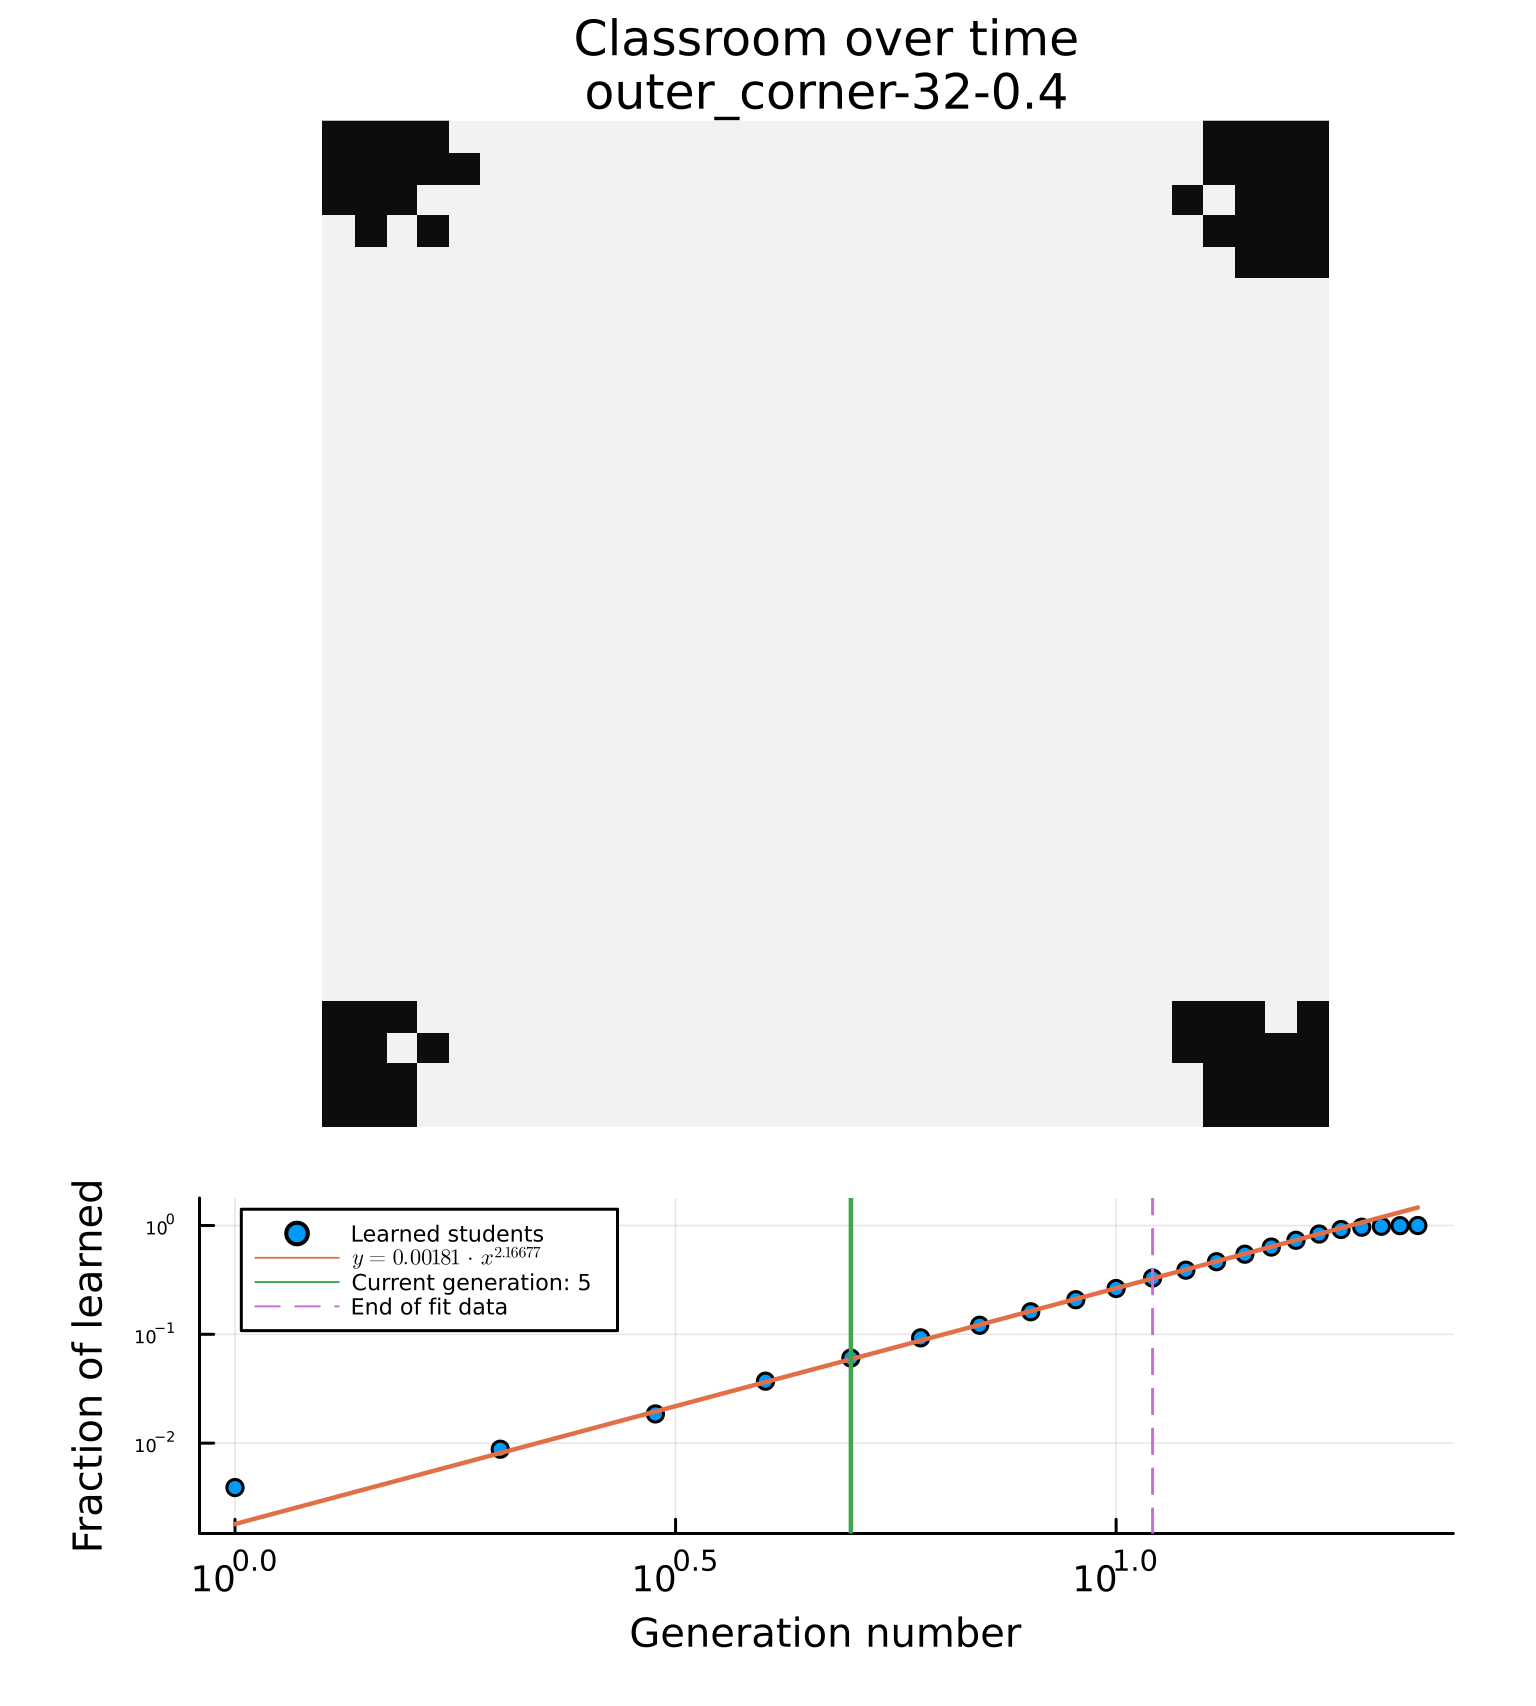 Classroom over time
outer_corner-32-0.4
Fraction of learned
10^0
10^-1
10^-2
Learned students
y = 0.00181 · x^2.16677
Current generation: 5
End of fit data
10^0.0
10^0.5
10^1.0
Generation number